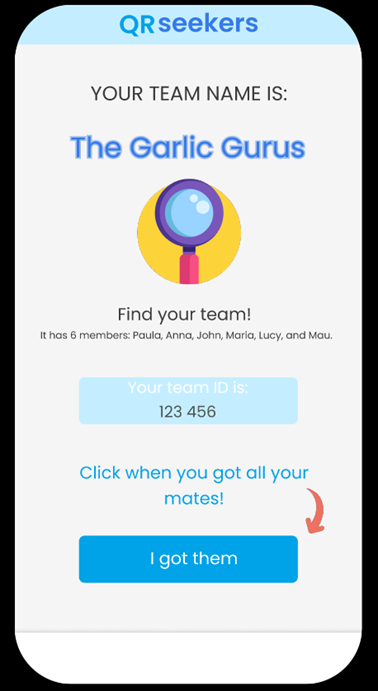 QRseekers
YOUR TEAM NAME IS:
The Garlic Gurus
Find your team!
It has 6 members: Paula, Anna, John, Maria, Lucy, and Mau.
Your team ID is:
123 456
Click when you got all your
mates!
I got them